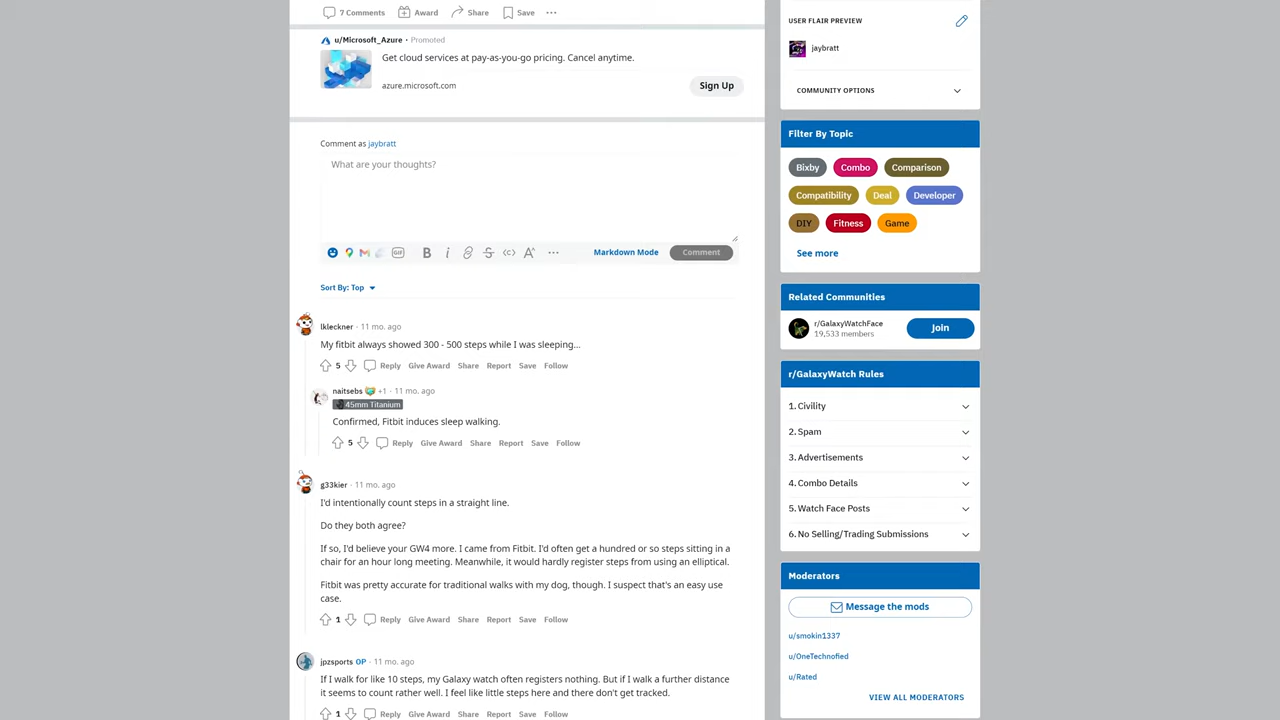 7 Comments Award Share Save
u/Microsoft_Azure • Promoted
Get cloud services at pay-as-you-go pricing. Cancel anytime.
azure.microsoft.com
Sign Up
Comment as jaybratt
What are your thoughts?
GIF
B i
Markdown Mode
Comment
Sort By: Top
lkleckner · 11 mo. ago
My fitbit always showed 300 - 500 steps while I was sleeping...
5 Reply Give Award Share Report Save Follow
naitsebs +1 · 11 mo. ago
45mm Titanium
Confirmed, Fitbit induces sleep walking.
5 Reply Give Award Share Report Save Follow
g33kier · 11 mo. ago
I'd intentionally count steps in a straight line.
Do they both agree?
If so, I'd believe your GW4 more. I came from Fitbit. I'd often get a hundred or so steps sitting in a
chair for an hour long meeting. Meanwhile, it would hardly register steps from using an elliptical.
Fitbit was pretty accurate for traditional walks with my dog, though. I suspect that's an easy use
case.
1 Reply Give Award Share Report Save Follow
jpzsports OP · 11 mo. ago
If I walk for like 10 steps, my Galaxy watch often registers nothing. But if I walk a further distance
it seems to count rather well. I feel like little steps here and there don't get tracked.
1 Reply Give Award Share Report Save Follow
USER FLAIR PREVIEW
jaybratt
COMMUNITY OPTIONS
Filter By Topic
Bixby Combo Comparison
Compatibility Deal Developer
DIY Fitness Game
See more
Related Communities
r/GalaxyWatchFace
19,533 members
Join
r/GalaxyWatch Rules
1. Civility
2. Spam
3. Advertisements
4. Combo Details
5. Watch Face Posts
6. No Selling/Trading Submissions
Moderators
Message the mods
u/smokin1337
u/OneTechnofied
u/Rated
VIEW ALL MODERATORS